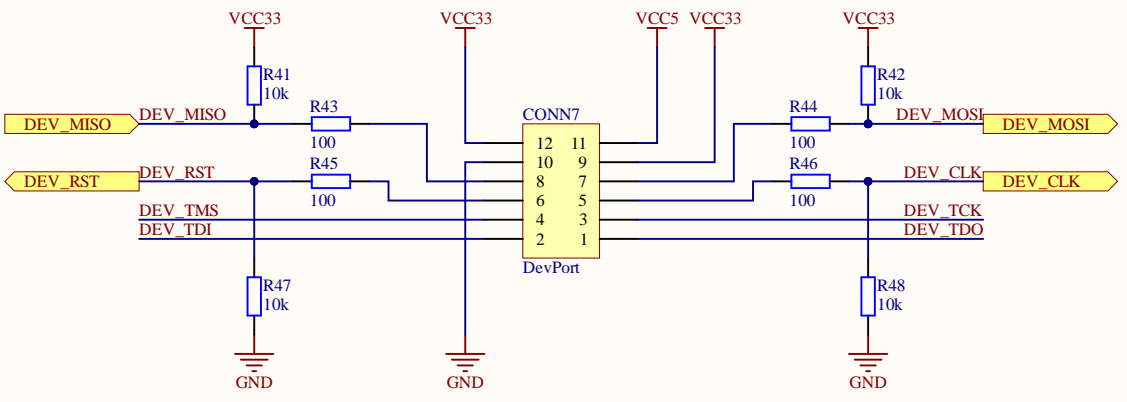 VCC33
VCC33
VCC5
VCC33
VCC33
R41
10k
R42
10k
DEV_MISO
DEV_MISO
R43
100
CONN7
R44
100
DEV_MOSI
DEV_MOSI
12 11
10 9
8 7
6 5
4 3
2 1
DevPort
DEV_RST
DEV_RST
R45
100
R46
100
DEV_CLK
DEV_CLK
DEV_TMS
DEV_TCK
DEV_TDI
DEV_TDO
R47
10k
R48
10k
GND
GND
GND